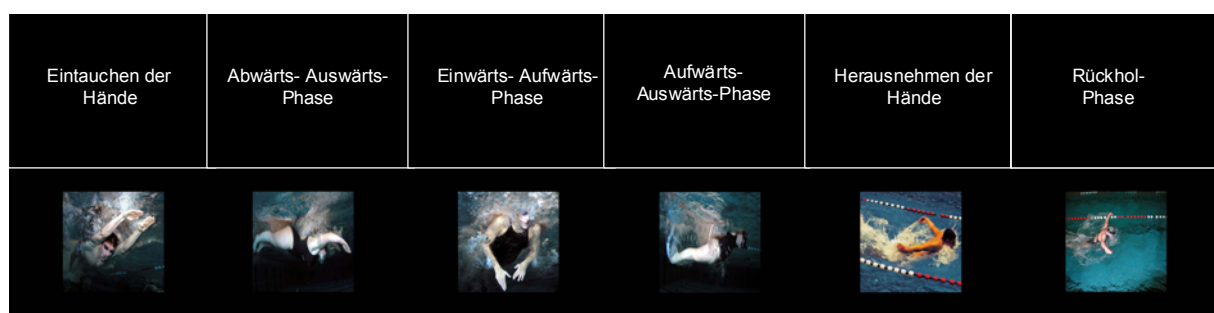 Eintauchen der
Hände
Abwärts- Auswärts-
Phase
Einwärts- Aufwärts-
Phase
Aufwärts-
Auswärts-Phase
Herausnehmen der
Hände
Rückhol-
Phase